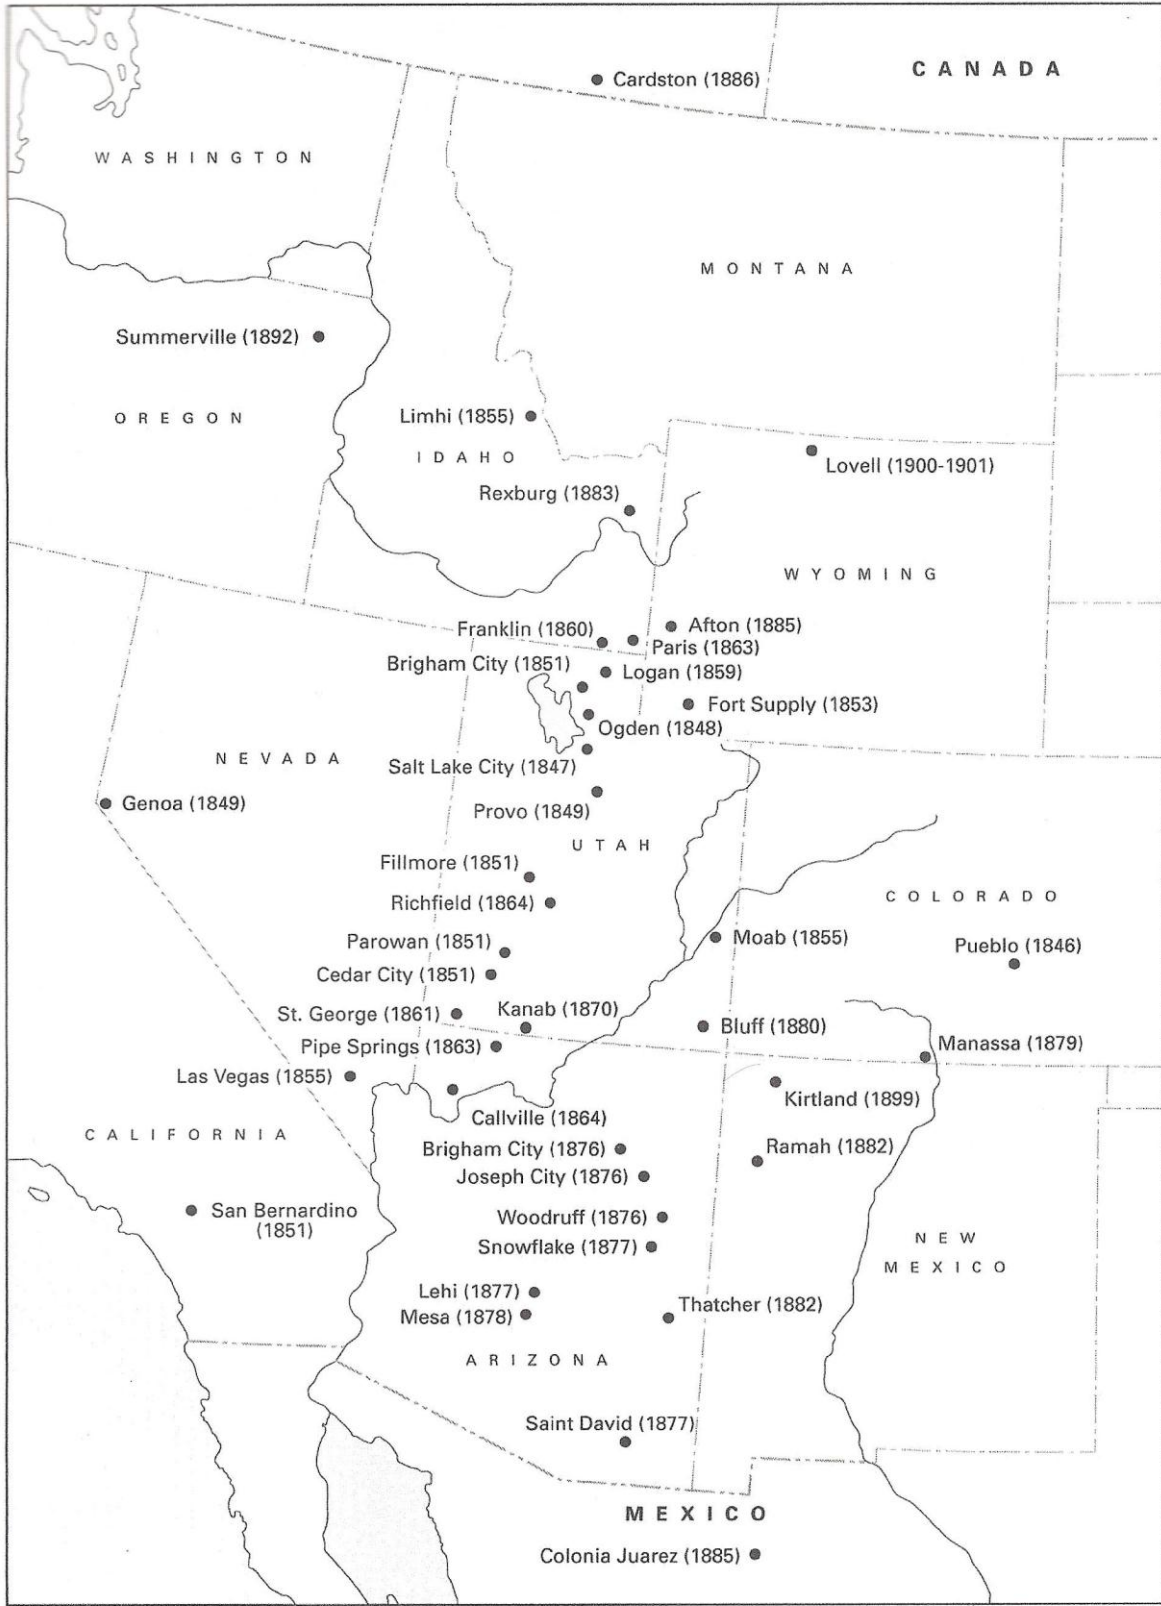 CANADA
Cardston (1886)
WASHINGTON
MONTANA
Summerville (1892)
OREGON
Limhi (1855)
IDAHO
Lovell (1900-1901)
Rexburg (1883)
WYOMING
Franklin (1860)
Afton (1885)
Paris (1863)
Brigham City (1851)
Logan (1859)
Fort Supply (1853)
Ogden (1848)
NEVADA
Salt Lake City (1847)
Genoa (1849)
Provo (1849)
UTAH
Fillmore (1851)
COLORADO
Richfield (1864)
Moab (1855)
Parowan (1851)
Pueblo (1846)
Cedar City (1851)
Kanab (1870)
St. George (1861)
Bluff (1880)
Pipe Springs (1863)
Manassa (1879)
Las Vegas (1855)
Kirtland (1899)
Callville (1864)
CALIFORNIA
Ramah (1882)
Brigham City (1876)
Joseph City (1876)
San Bernardino
(1851)
Woodruff (1876)
NEW
MEXICO
Snowflake (1877)
Lehi (1877)
Thatcher (1882)
Mesa (1878)
ARIZONA
Saint David (1877)
MEXICO
Colonia Juarez (1885)